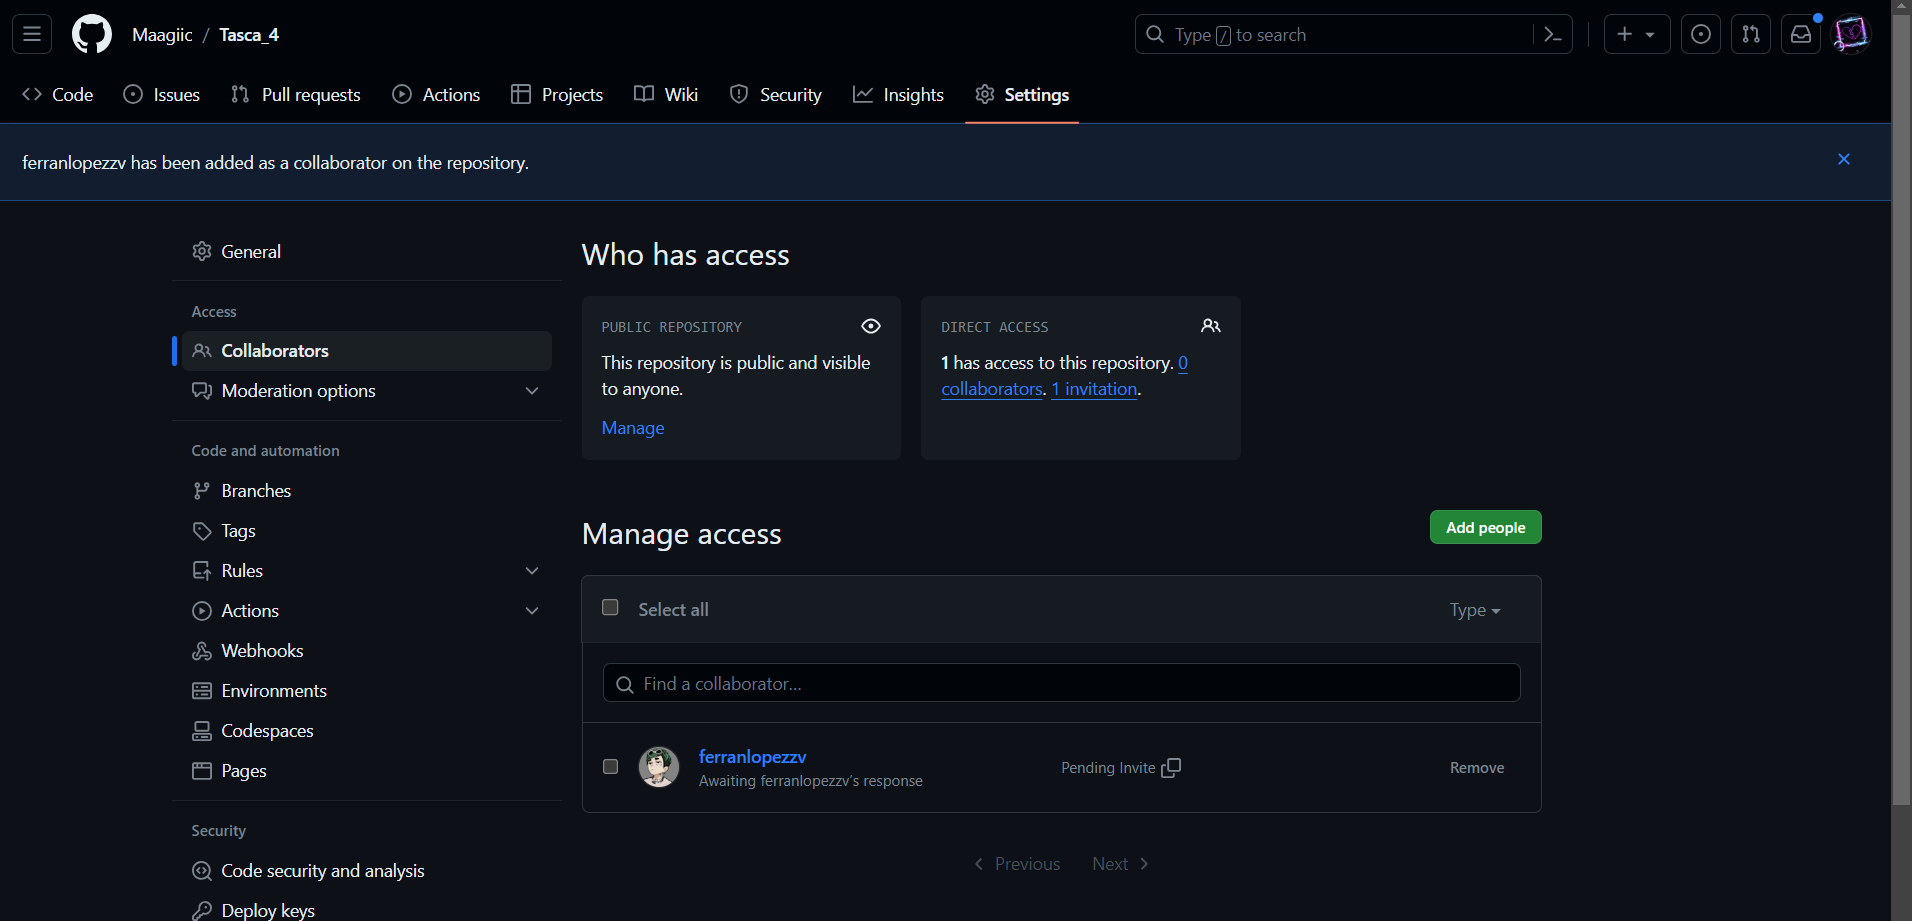 Maagiic / Tasca_4
Type / to search
Code
Issues
Pull requests
Actions
Projects
Wiki
Security
Insights
Settings
ferranlopezzv has been added as a collaborator on the repository.
General
Access
Collaborators
Moderation options
Code and automation
Branches
Tags
Rules
Actions
Webhooks
Environments
Codespaces
Pages
Security
Code security and analysis
Deploy keys
Who has access
PUBLIC REPOSITORY
This repository is public and visible
to anyone.
Manage
DIRECT ACCESS
1 has access to this repository. 0
collaborators. 1 invitation.
Manage access
Add people
Select all
Type
Find a collaborator...
ferranlopezzv
Awaiting ferranlopezzv's response
Pending Invite
Remove
Previous
Next